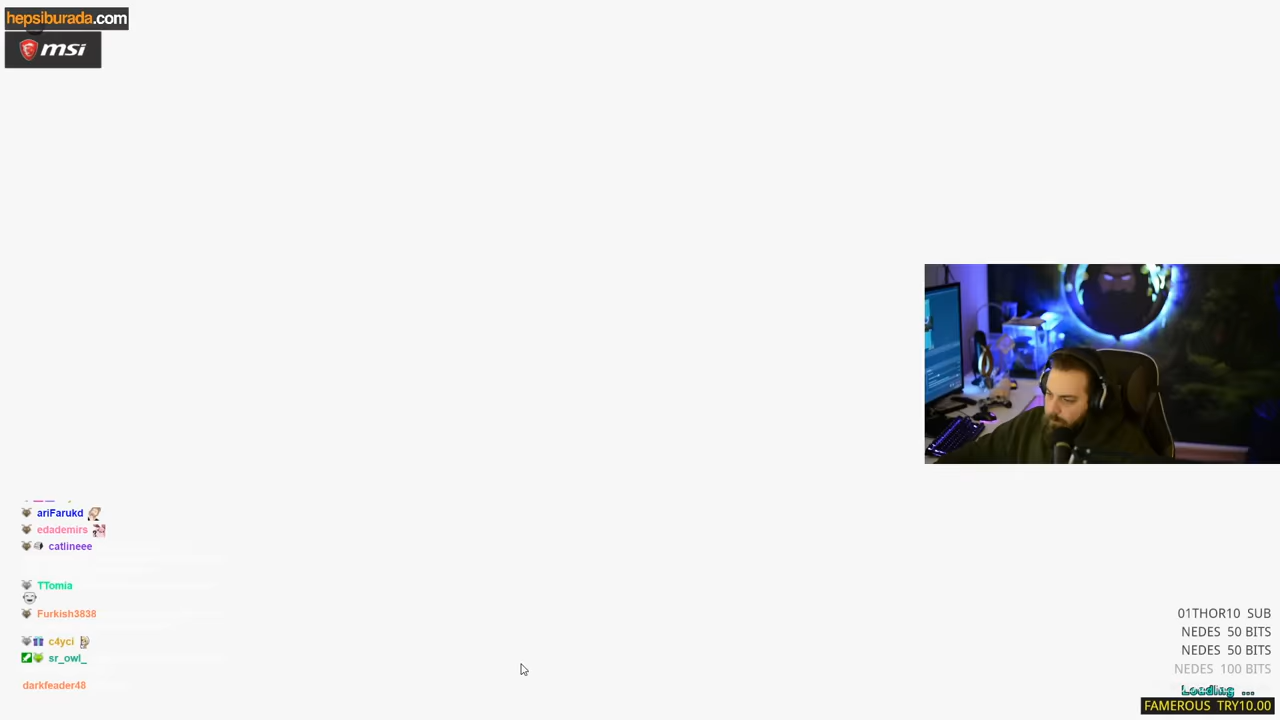 hepsiburada.com
msi
ariFarukd
edademirs
catlineee
TTomia
Furkish3838
c4yci
sr_owl_
darkfeader48
01THOR10 SUB
NEDES 50 BITS
NEDES 50 BITS
NEDES 100 BITS
Loading ...
FAMEROUS TRY10.00